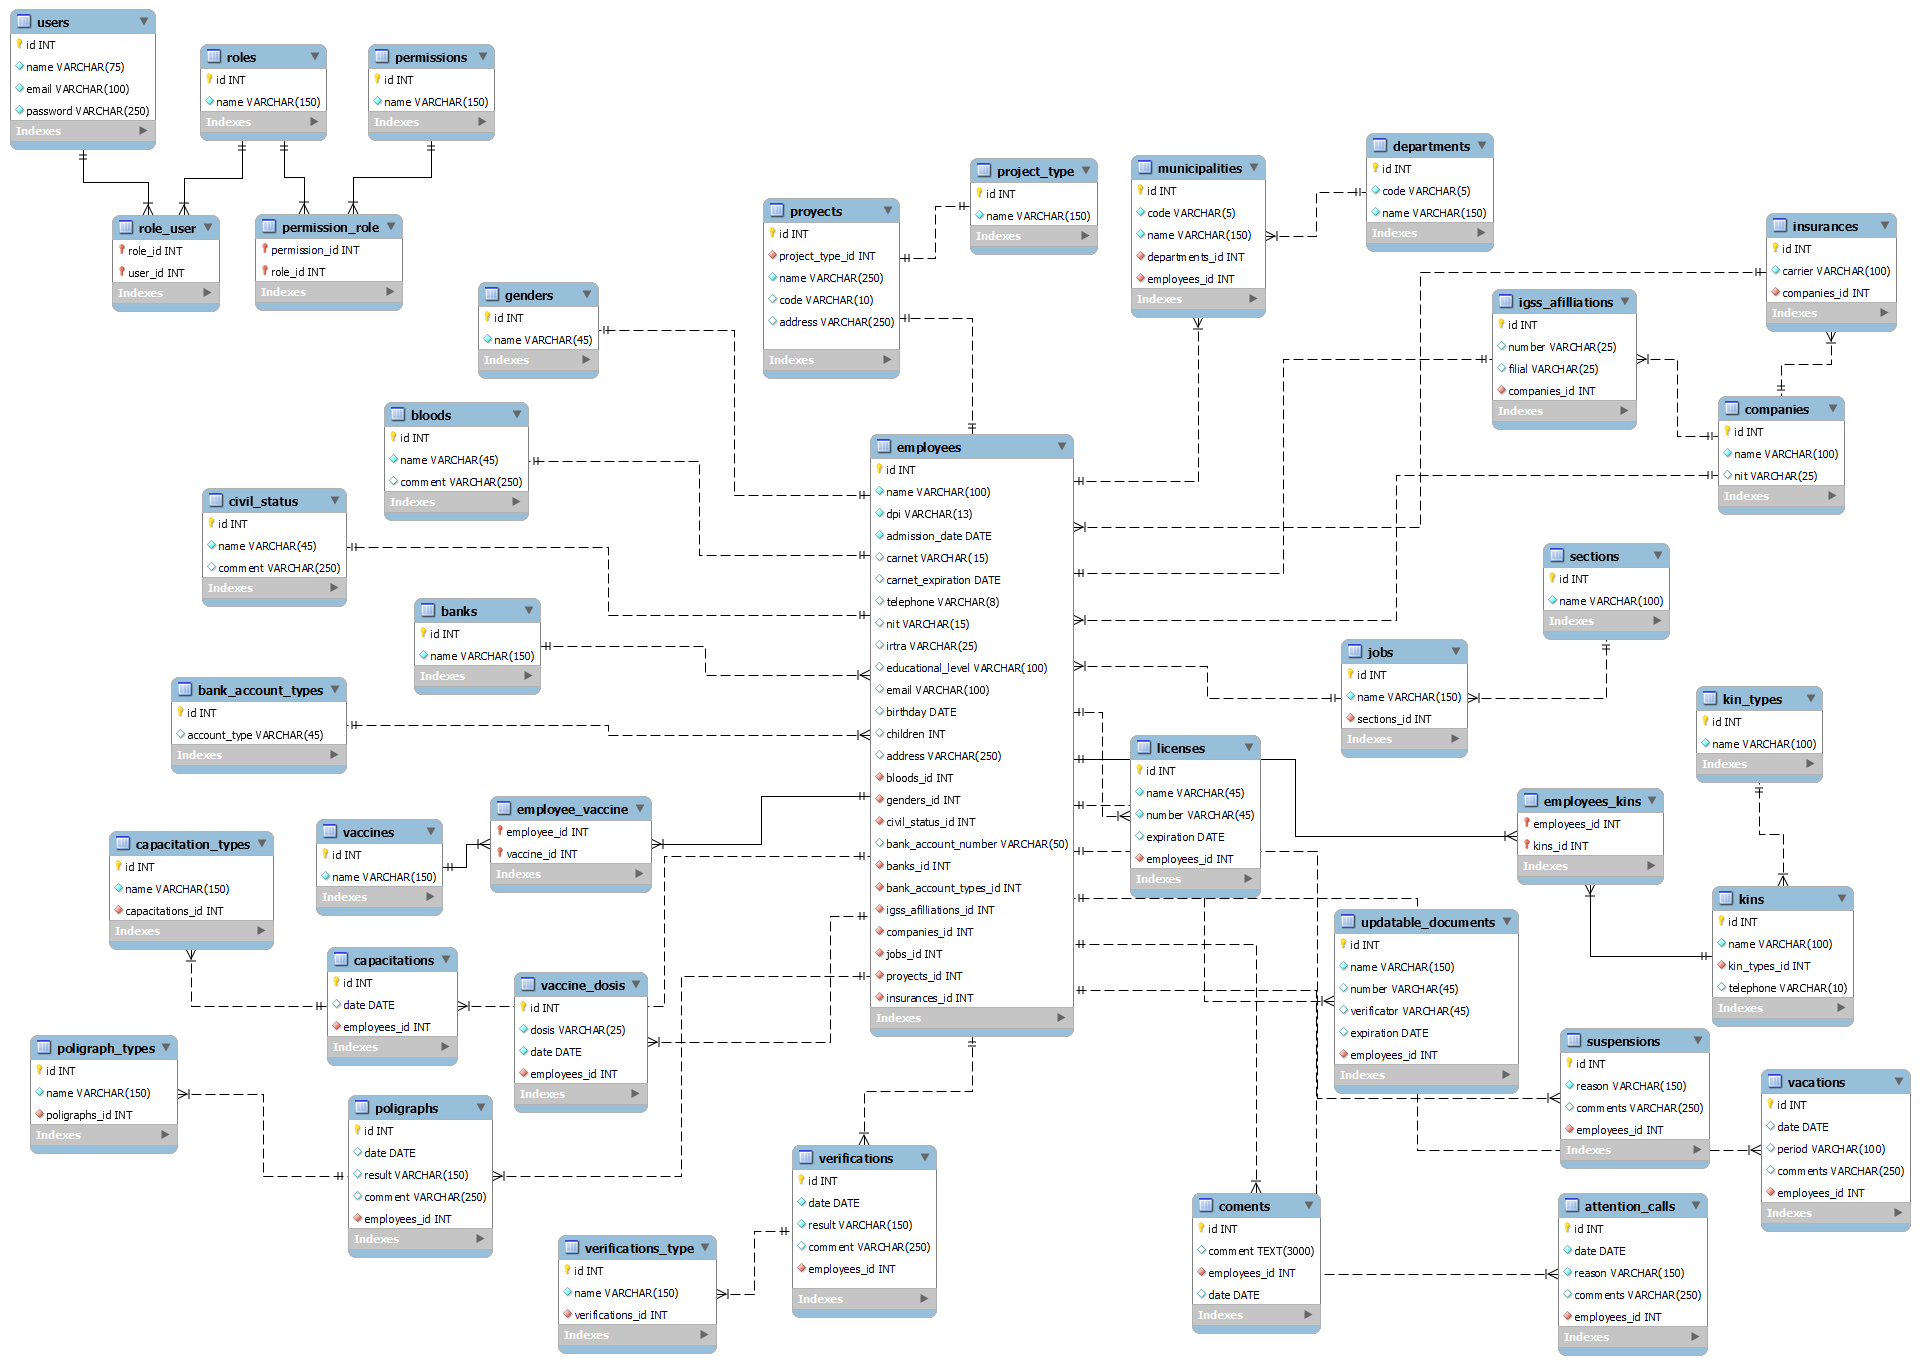 users
id INT
name VARCHAR(75)
email VARCHAR(100)
password VARCHAR(250)
Indexes
roles
id INT
name VARCHAR(150)
Indexes
permissions
id INT
name VARCHAR(150)
Indexes
role_user
role_id INT
user_id INT
Indexes
permission_role
permission_id INT
role_id INT
Indexes
project_type
id INT
name VARCHAR(150)
Indexes
municipalities
id INT
code VARCHAR(5)
name VARCHAR(150)
departments_id INT
employees_id INT
Indexes
departments
id INT
code VARCHAR(5)
name VARCHAR(150)
Indexes
proyects
id INT
project_type_id INT
name VARCHAR(250)
code VARCHAR(10)
address VARCHAR(250)
Indexes
insurances
id INT
carrier VARCHAR(100)
companies_id INT
Indexes
genders
id INT
name VARCHAR(45)
Indexes
igss_afilliations
id INT
number VARCHAR(25)
filial VARCHAR(25)
companies_id INT
Indexes
bloods
id INT
name VARCHAR(45)
comment VARCHAR(250)
Indexes
companies
id INT
name VARCHAR(100)
nit VARCHAR(25)
Indexes
civil_status
id INT
name VARCHAR(45)
comment VARCHAR(250)
Indexes
employees
id INT
name VARCHAR(100)
dpi VARCHAR(13)
admission_date DATE
carnet VARCHAR(15)
carnet_expiration DATE
telephone VARCHAR(8)
nit VARCHAR(15)
irtra VARCHAR(25)
educational_level VARCHAR(100)
email VARCHAR(100)
birthday DATE
children INT
address VARCHAR(250)
bloods_id INT
genders_id INT
civil_status_id INT
bank_account_number VARCHAR(50)
banks_id INT
bank_account_types_id INT
igss_afilliations_id INT
companies_id INT
jobs_id INT
proyects_id INT
insurances_id INT
Indexes
sections
id INT
name VARCHAR(100)
Indexes
banks
id INT
name VARCHAR(150)
Indexes
jobs
id INT
name VARCHAR(150)
sections_id INT
Indexes
bank_account_types
id INT
account_type VARCHAR(45)
Indexes
kin_types
id INT
name VARCHAR(100)
Indexes
licenses
id INT
name VARCHAR(45)
number VARCHAR(45)
expiration DATE
employees_id INT
Indexes
employee_vaccine
employee_id INT
vaccine_id INT
Indexes
employees_kins
employees_id INT
kins_id INT
Indexes
vaccines
id INT
name VARCHAR(150)
Indexes
capacitation_types
id INT
name VARCHAR(150)
capacitations_id INT
Indexes
kins
id INT
name VARCHAR(100)
kin_types_id INT
telephone VARCHAR(10)
Indexes
updatable_documents
id INT
name VARCHAR(150)
number VARCHAR(45)
verificator VARCHAR(45)
expiration DATE
employees_id INT
Indexes
capacitations
id INT
date DATE
employees_id INT
Indexes
vaccine_dosis
id INT
dosis VARCHAR(25)
date DATE
employees_id INT
Indexes
suspensions
id INT
reason VARCHAR(150)
comments VARCHAR(250)
employees_id INT
Indexes
poligraph_types
id INT
name VARCHAR(150)
poligraphs_id INT
Indexes
vacations
id INT
date DATE
period VARCHAR(100)
comments VARCHAR(250)
employees_id INT
Indexes
poligraphs
id INT
date DATE
result VARCHAR(150)
comment VARCHAR(250)
employees_id INT
Indexes
verifications
id INT
date DATE
result VARCHAR(150)
comment VARCHAR(250)
employees_id INT
Indexes
coments
id INT
comment TEXT(3000)
employees_id INT
date DATE
Indexes
attention_calls
id INT
date DATE
reason VARCHAR(150)
comments VARCHAR(250)
employees_id INT
Indexes
verifications_type
id INT
name VARCHAR(150)
verifications_id INT
Indexes